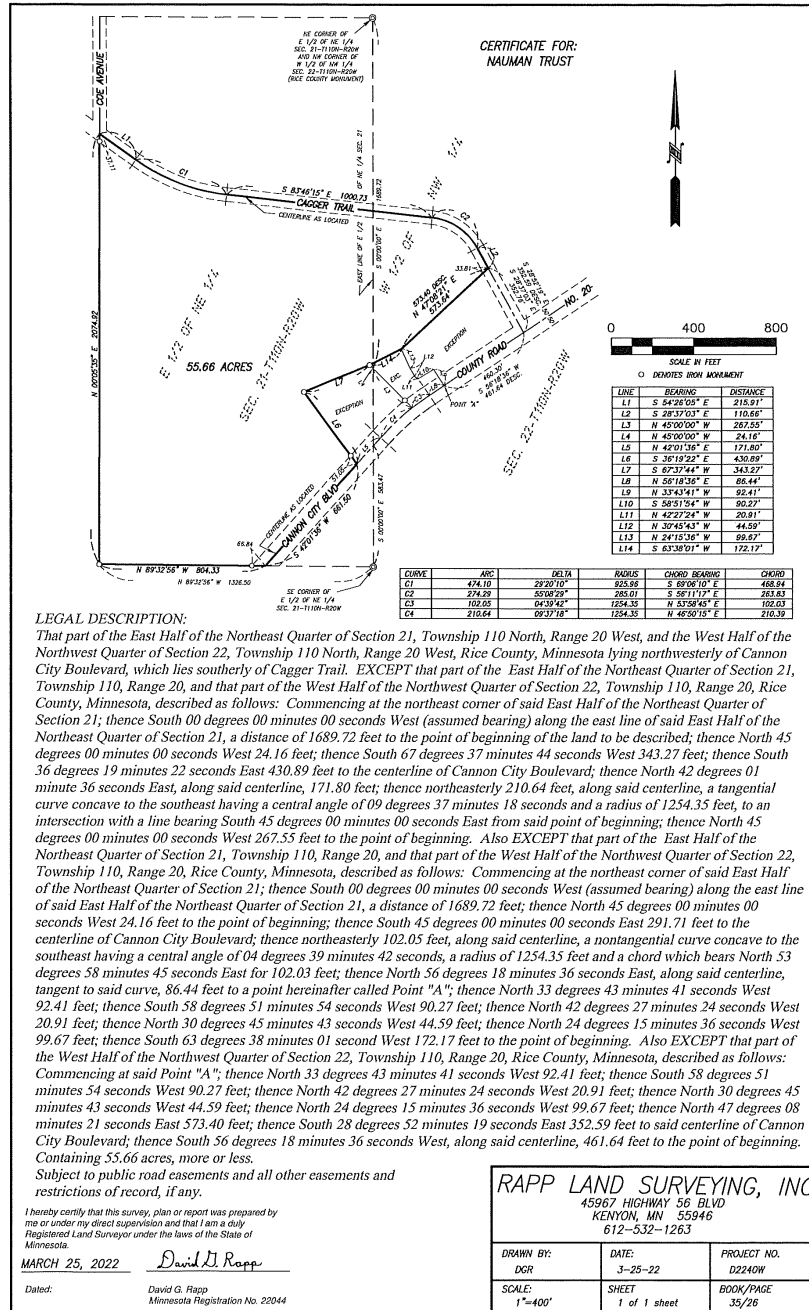 CERTIFICATE FOR:
NAUMAN TRUST
NE CORNER OF
E 1/2 OF NE 1/4
SEC. 21-T110N-R20W
AND NW CORNER OF
W 1/2 OF NW 1/4
SEC. 22-T110N-R20W
(RICE COUNTY MONUMENT)
COE AVENUE
L1
37.11
C1
S 83°46'15" E 1000.73
CAGGER TRAIL
CENTERLINE AS LOCATED
EAST LINE OF E 1/2 OF NE 1/4 SEC. 21
S 00°00'00" E 1689.72
W 1/2 OF NW 1/4
C2
L2
33.81
573.40 DESC.
N 47°08'21" E
573.64'
S 28°52'19" E
352.59 DESC.
S 28°37'03" E
E 1/2 OF NE 1/4
SEC. 21-T110N-R20W
55.66 ACRES
N 00°05'35" E 2074.92
EXCEPTION
COUNTY ROAD NO. 20
460.30'
S 56°18'36" W
461.64 DESC.
POINT "A"
SEC. 22-T110N-R20W
EXC.
L14
L12
L11
L10
L7
EXCEPTION
L6
51.05
CENTERLINE AS LOCATED
CANNON CITY BLVD
S 42°01'36" W 661.50
S 00°00'00" E 583.47
66.84
N 89°32'56" W 804.33
N 89°32'56" W 1326.50
SE CORNER OF
E 1/2 OF NE 1/4
SEC. 21-T110N-R20W
0 400 800
SCALE IN FEET
O DENOTES IRON MONUMENT
LINE BEARING DISTANCE
L1 S 54°26'05" E 215.91'
L2 S 28°37'03" E 110.66'
L3 N 45°00'00" W 267.55'
L4 N 45°00'00" W 24.16'
L5 N 42°01'36" E 171.80'
L6 S 36°19'22" E 430.89'
L7 S 67°37'44" W 343.27'
L8 N 56°18'36" E 86.44'
L9 N 33°43'41" W 92.41'
L10 S 58°51'54" W 90.27'
L11 N 42°27'24" W 20.91'
L12 N 30°45'43" W 44.59'
L13 N 24°15'36" W 99.67'
L14 S 63°38'01" W 172.17'
CURVE ARC DELTA RADIUS CHORD BEARING CHORD
C1 474.10 29°20'10" 925.96 S 69°06'10" E 468.94
C2 274.29 55°08'29" 285.01 S 56°11'17" E 263.83
C3 102.05 04°39'42" 1254.35 N 53°58'45" E 102.03
C4 210.64 09°37'18" 1254.35 N 46°50'15" E 210.39
LEGAL DESCRIPTION:
That part of the East Half of the Northeast Quarter of Section 21, Township 110 North, Range 20 West, and the West Half of the
Northwest Quarter of Section 22, Township 110 North, Range 20 West, Rice County, Minnesota lying northwesterly of Cannon
City Boulevard, which lies southerly of Cagger Trail. EXCEPT that part of the East Half of the Northeast Quarter of Section 21,
Township 110, Range 20, and that part of the West Half of the Northwest Quarter of Section 22, Township 110, Range 20, Rice
County, Minnesota, described as follows: Commencing at the northeast corner of said East Half of the Northeast Quarter of
Section 21; thence South 00 degrees 00 minutes 00 seconds West (assumed bearing) along the east line of said East Half of the
Northeast Quarter of Section 21, a distance of 1689.72 feet to the point of beginning of the land to be described; thence North 45
degrees 00 minutes 00 seconds West 24.16 feet; thence South 67 degrees 37 minutes 44 seconds West 343.27 feet; thence South
36 degrees 19 minutes 22 seconds East 430.89 feet to the centerline of Cannon City Boulevard; thence North 42 degrees 01
minute 36 seconds East, along said centerline, 171.80 feet; thence northeasterly 210.64 feet, along said centerline, a tangential
curve concave to the southeast having a central angle of 09 degrees 37 minutes 18 seconds and a radius of 1254.35 feet, to an
intersection with a line bearing South 45 degrees 00 minutes 00 seconds East from said point of beginning; thence North 45
degrees 00 minutes 00 seconds West 267.55 feet to the point of beginning. Also EXCEPT that part of the East Half of the
Northeast Quarter of Section 21, Township 110, Range 20, and that part of the West Half of the Northwest Quarter of Section 22,
Township 110, Range 20, Rice County, Minnesota, described as follows: Commencing at the northeast corner of said East Half
of the Northeast Quarter of Section 21; thence South 00 degrees 00 minutes 00 seconds West (assumed bearing) along the east line
of said East Half of the Northeast Quarter of Section 21, a distance of 1689.72 feet; thence North 45 degrees 00 minutes 00
seconds West 24.16 feet to the point of beginning; thence South 45 degrees 00 minutes 00 seconds East 291.71 feet to the
centerline of Cannon City Boulevard; thence northeasterly 102.05 feet, along said centerline, a nontangential curve concave to the
southeast having a central angle of 04 degrees 39 minutes 42 seconds, a radius of 1254.35 feet and a chord which bears North 53
degrees 58 minutes 45 seconds East for 102.03 feet; thence North 56 degrees 18 minutes 36 seconds East, along said centerline,
tangent to said curve, 86.44 feet to a point hereinafter called Point "A"; thence North 33 degrees 43 minutes 41 seconds West
92.41 feet; thence South 58 degrees 51 minutes 54 seconds West 90.27 feet; thence North 42 degrees 27 minutes 24 seconds West
20.91 feet; thence North 30 degrees 45 minutes 43 seconds West 44.59 feet; thence North 24 degrees 15 minutes 36 seconds West
99.67 feet; thence South 63 degrees 38 minutes 01 second West 172.17 feet to the point of beginning. Also EXCEPT that part of
the West Half of the Northwest Quarter of Section 22, Township 110, Range 20, Rice County, Minnesota, described as follows:
Commencing at said Point "A"; thence North 33 degrees 43 minutes 41 seconds West 92.41 feet; thence South 58 degrees 51
minutes 54 seconds West 90.27 feet; thence North 42 degrees 27 minutes 24 seconds West 20.91 feet; thence North 30 degrees 45
minutes 43 seconds West 44.59 feet; thence North 24 degrees 15 minutes 36 seconds West 99.67 feet; thence North 47 degrees 08
minutes 21 seconds East 573.40 feet; thence South 28 degrees 52 minutes 19 seconds East 352.59 feet to said centerline of Cannon
City Boulevard; thence South 56 degrees 18 minutes 36 seconds West, along said centerline, 461.64 feet to the point of beginning.
Containing 55.66 acres, more or less.
Subject to public road easements and all other easements and
restrictions of record, if any.
I hereby certify that this survey, plan or report was prepared by
me or under my direct supervision and that I am a duly
Registered Land Surveyor under the laws of the State of
Minnesota.
MARCH 25, 2022 David G. Rapp
Dated: David G. Rapp
Minnesota Registration No. 22044
RAPP LAND SURVEYING, INC
45967 HIGHWAY 56 BLVD
KENYON, MN 55946
612-532-1263
DRAWN BY: DATE: PROJECT NO.
DGR 3-25-22 D2240W
SCALE: SHEET BOOK/PAGE
1"=400' 1 of 1 sheet 35/26